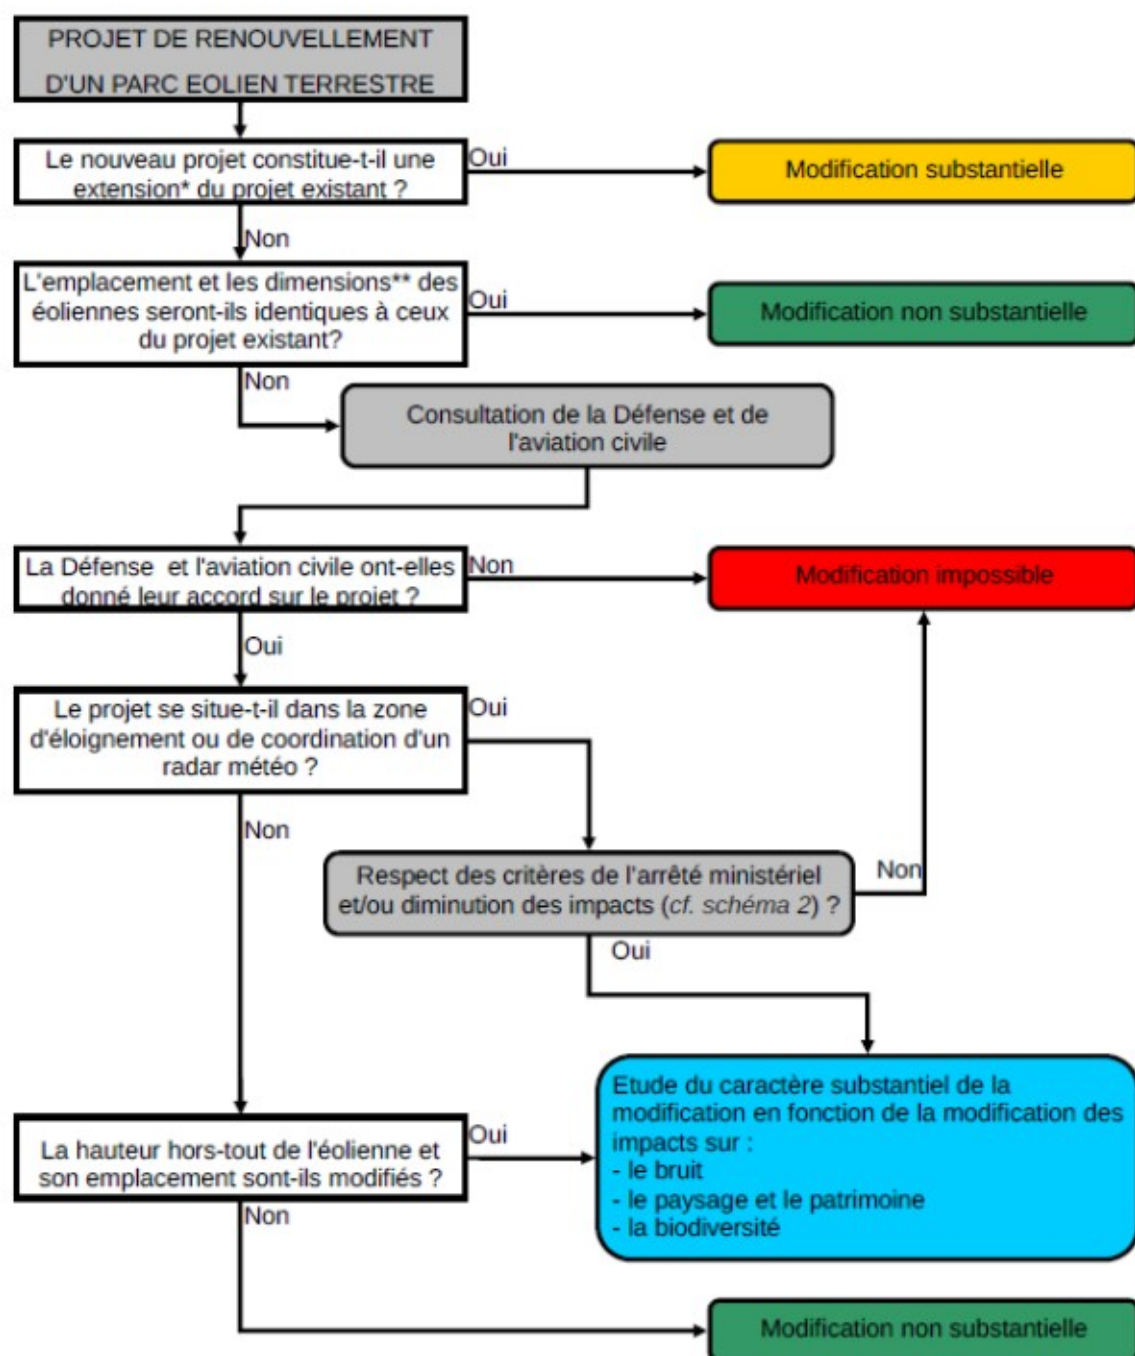 PROJET DE RENOUVELLEMENT
D'UN PARC EOLIEN TERRESTRE
Le nouveau projet constitue-t-il une
extension* du projet existant ?
Oui
Modification substantielle
Non
L'emplacement et les dimensions** des
éoliennes seront-ils identiques à ceux
du projet existant?
Oui
Modification non substantielle
Non
Consultation de la Défense et de
l'aviation civile
La Défense et l'aviation civile ont-elles
donné leur accord sur le projet ?
Non
Modification impossible
Oui
Le projet se situe-t-il dans la zone
d'éloignement ou de coordination d'un
radar météo ?
Oui
Non
Respect des critères de l'arrêté ministériel
et/ou diminution des impacts (cf. schéma 2) ?
Non
Oui
Etude du caractère substantiel de la
modification en fonction de la modification des
impacts sur :
- le bruit
- le paysage et le patrimoine
- la biodiversité
La hauteur hors-tout de l'éolienne et
son emplacement sont-ils modifiés ?
Oui
Non
Modification non substantielle